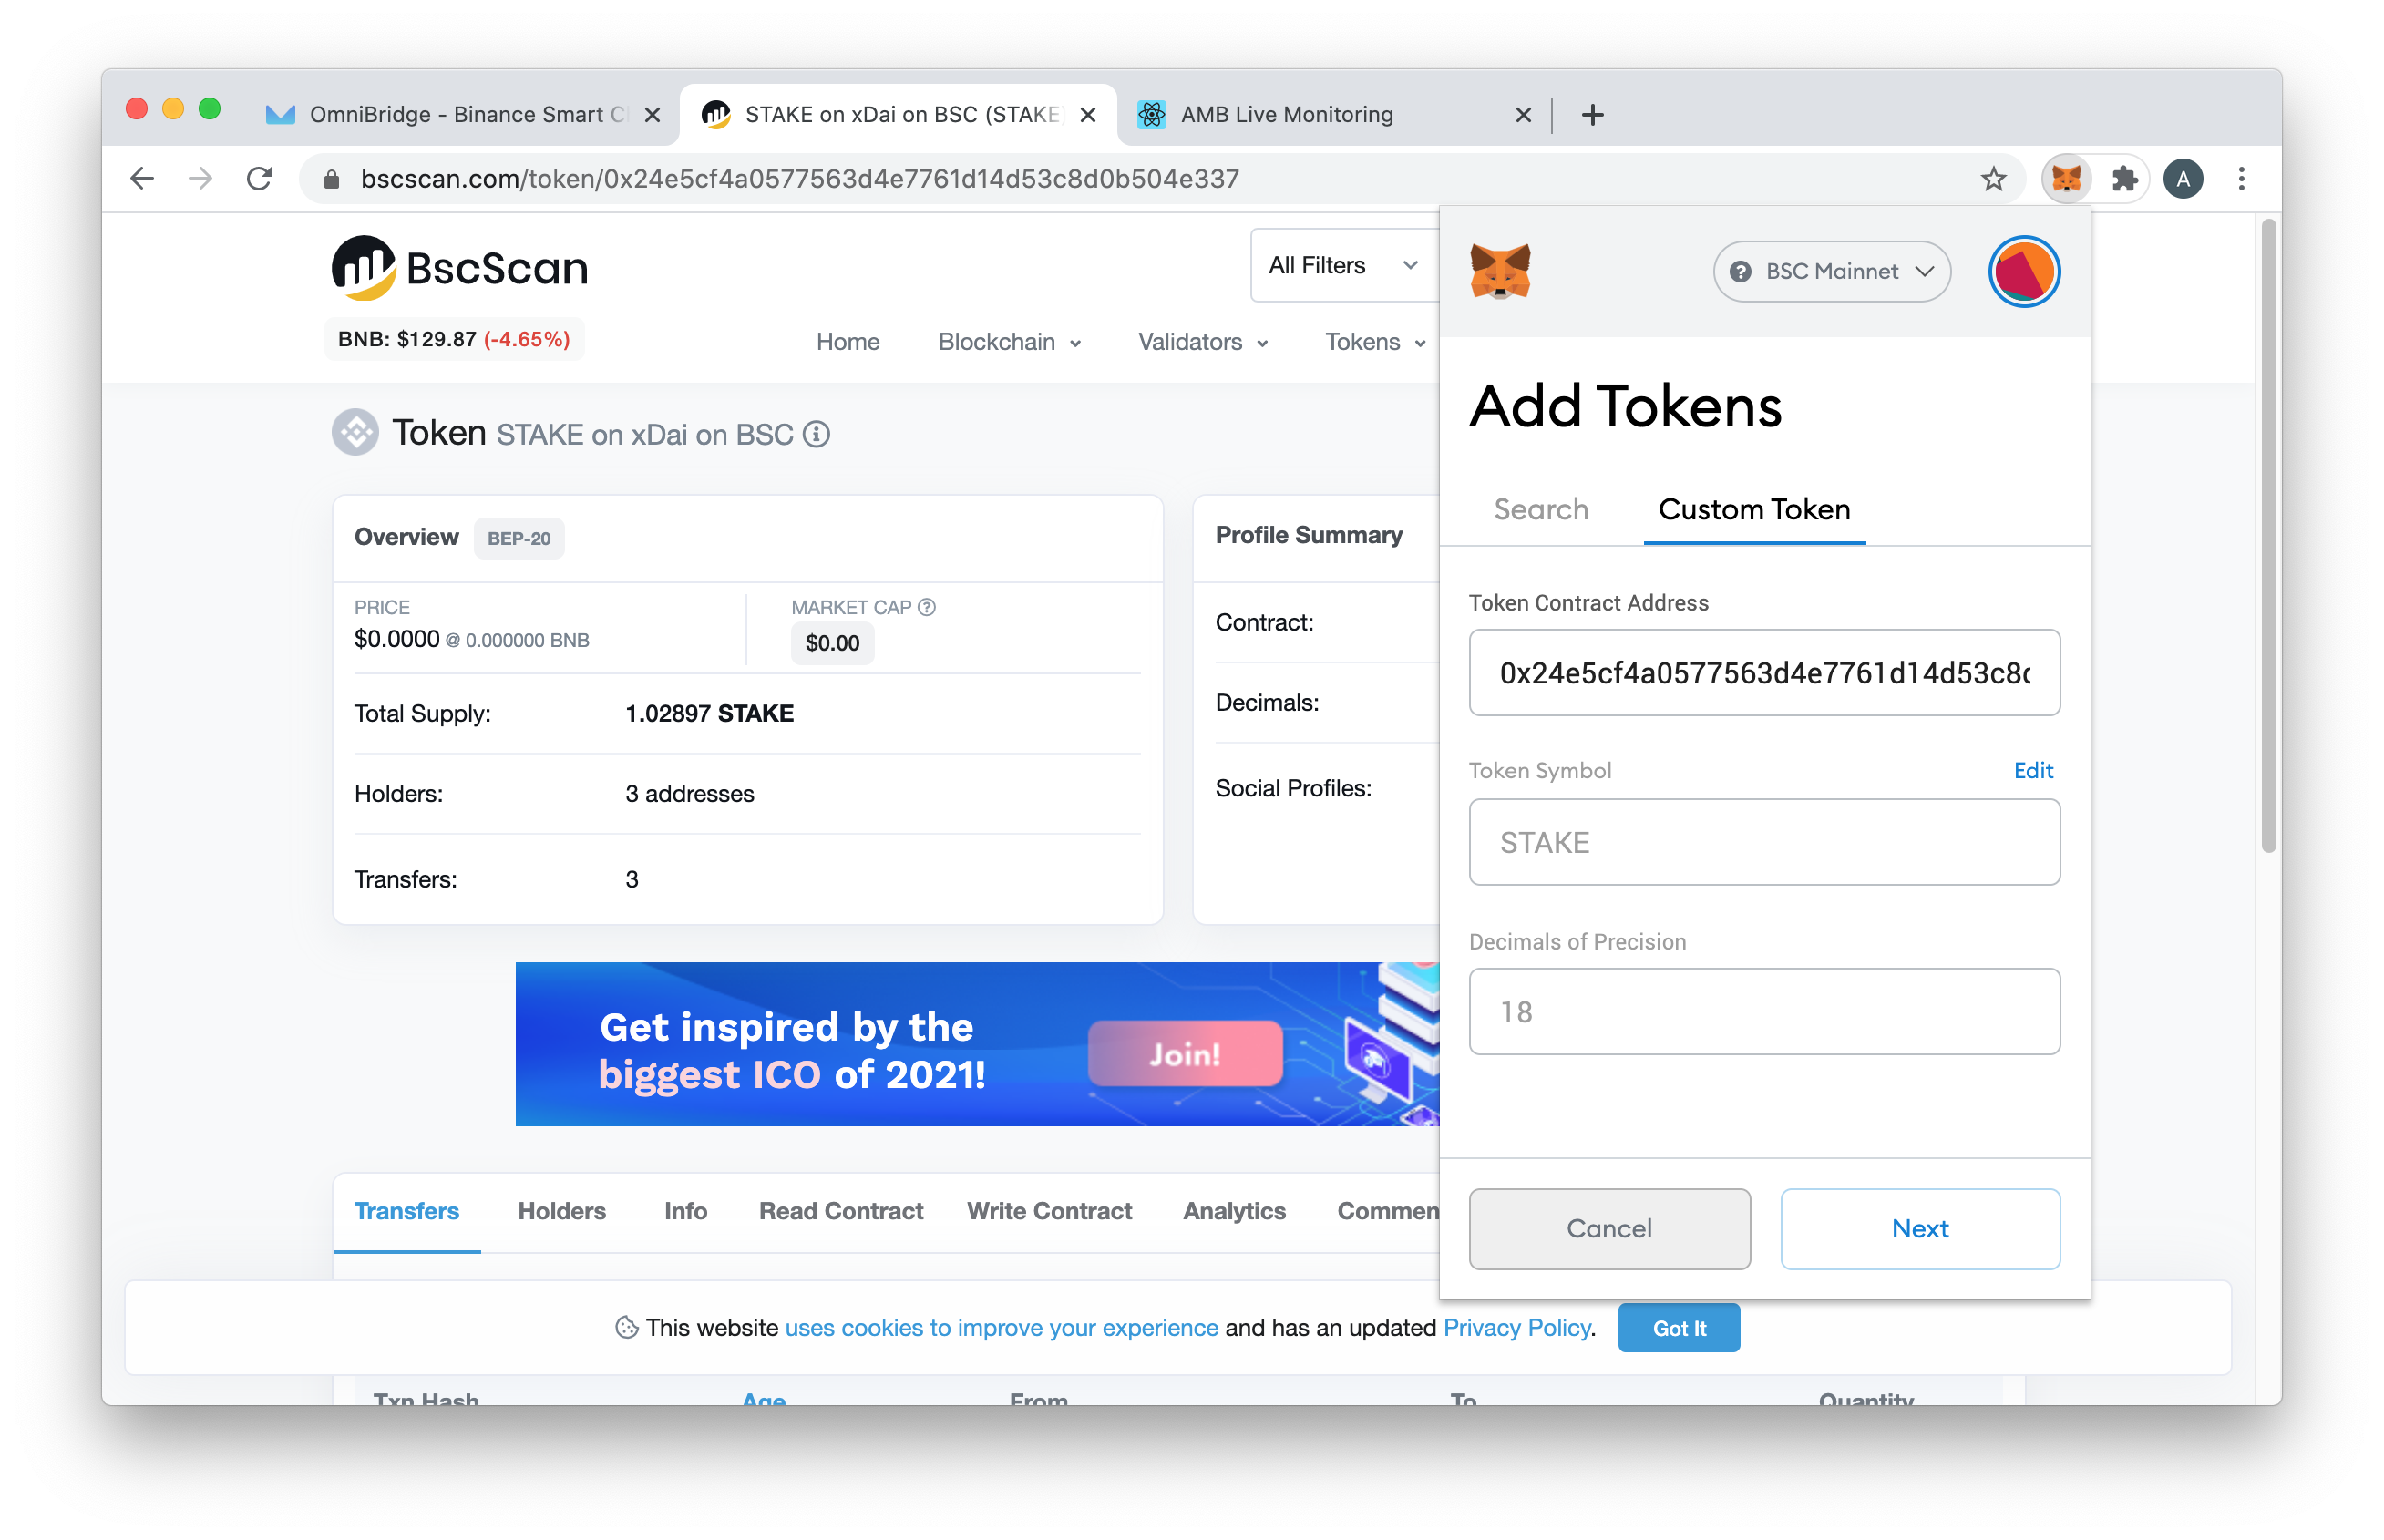 OmniBridge - Binance Smart C
STAKE on xDai on BSC (STAKE)
AMB Live Monitoring
bscscan.com/token/0x24e5cf4a0577563d4e7761d14d53c8d0b504e337
A
BscScan
All Filters
BNB: $129.87 (-4.65%)
Home
Blockchain
Validators
Tokens
Token STAKE on xDai on BSC
Overview BEP-20
PRICE
$0.0000 @ 0.000000 BNB
MARKET CAP
$0.00
Total Supply: 1.02897 STAKE
Holders: 3 addresses
Transfers: 3
Profile Summary
Contract:
Decimals:
Social Profiles:
Get inspired by the
biggest ICO of 2021!
Join!
Transfers Holders Info Read Contract Write Contract Analytics Commen
BSC Mainnet
Add Tokens
Search
Custom Token
Token Contract Address
0x24e5cf4a0577563d4e7761d14d53c8d
Token Symbol
Edit
STAKE
Decimals of Precision
18
Cancel
Next
This website uses cookies to improve your experience and has an updated Privacy Policy.
Got It
Txn Hash Age From To Quantity